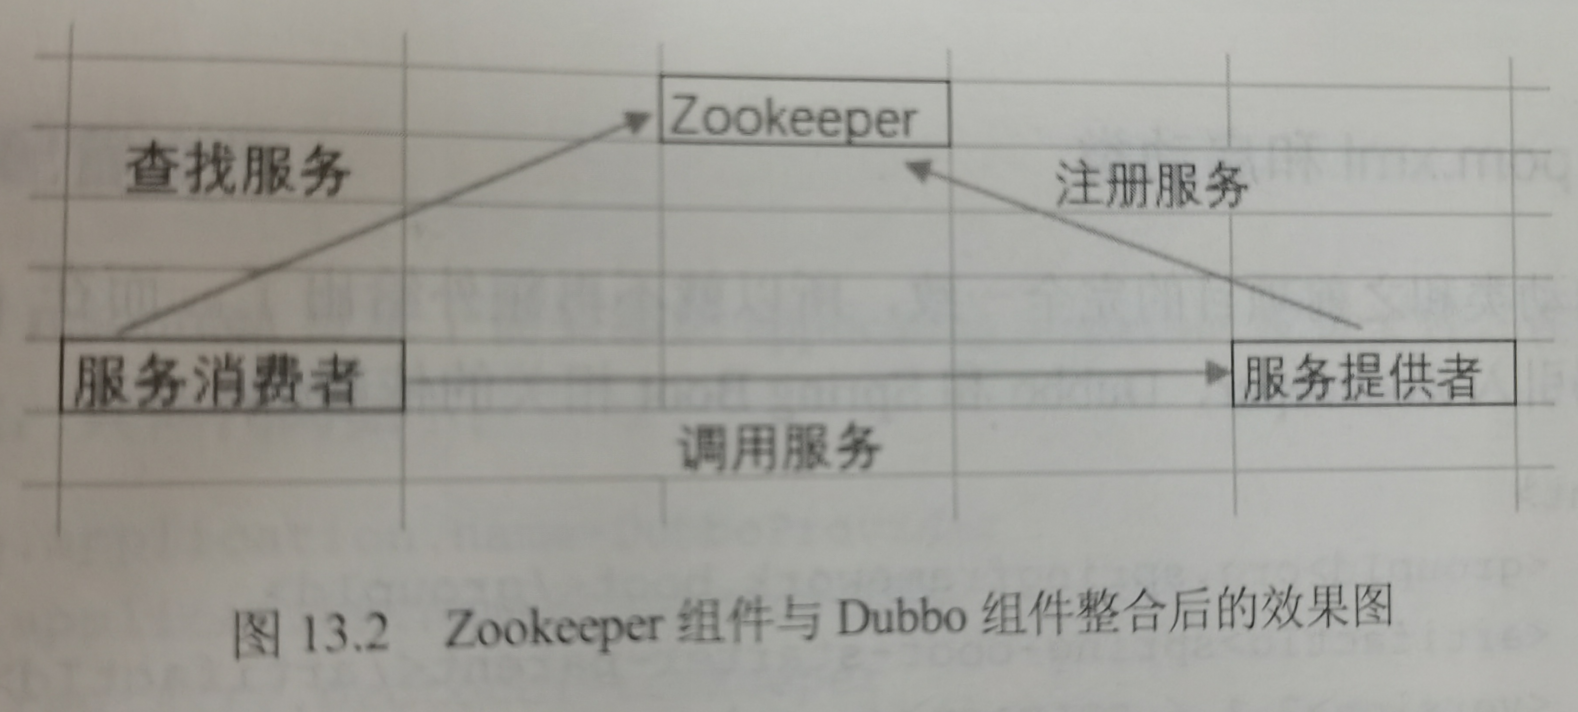 Zookeeper
查找服务
注册服务
服务消费者
服务提供者
调用服务
图 13.2 Zookeeper 组件与 Dubbo 组件整合后的效果图